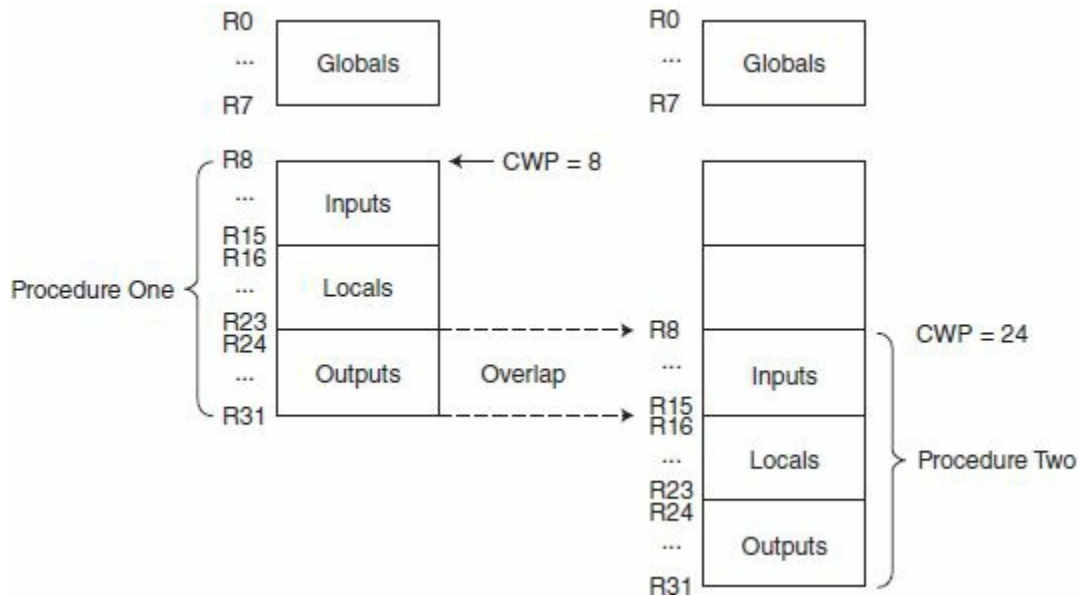 R0
...
R7
Globals
R0
...
R7
Globals
Procedure One
R8
...
R15
R16
...
R23
R24
...
R31
Inputs
Locals
Outputs
CWP = 8
Overlap
R8
...
R15
R16
...
R23
R24
...
R31
Inputs
Locals
Outputs
CWP = 24
Procedure Two